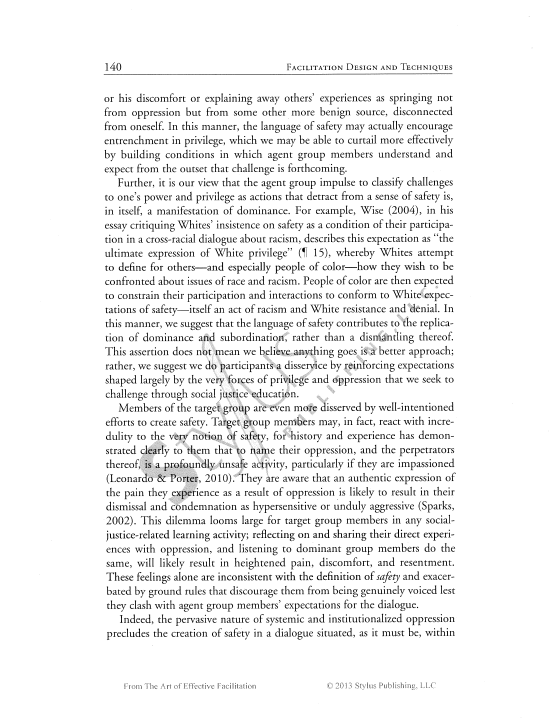 140 FACILITATION DESIGN AND TECHNIQUES
or his discomfort or explaining away others' experiences as springing not
from oppression but from some other more benign source, disconnected
from oneself. In this manner, the language of safety may actually encourage
entrenchment in privilege, which we may be able to curtail more effectively
by building conditions in which agent group members understand and
expect from the outset that challenge is forthcoming.
Further, it is our view that the agent group impulse to classify challenges
to one's power and privilege as actions that detract from a sense of safety is,
in itself, a manifestation of dominance. For example, Wise (2004), in his
essay critiquing Whites' insistence on safety as a condition of their participa-
tion in a cross-racial dialogue about racism, describes this expectation as "the
ultimate expression of White privilege" (¶ 15), whereby Whites attempt
to define for others—and especially people of color—how they wish to be
confronted about issues of race and racism. People of color are then expected
to constrain their participation and interactions to conform to White expec-
tations of safety—itself an act of racism and White resistance and denial. In
this manner, we suggest that the language of safety contributes to the replica-
tion of dominance and subordination, rather than a dismantling thereof.
This assertion does not mean we believe anything goes is a better approach;
rather, we suggest we do participants a disservice by reinforcing expectations
shaped largely by the very forces of privilege and oppression that we seek to
challenge through social justice education.
Members of the target group are even more disserved by well-intentioned
efforts to create safety. Target group members may, in fact, react with incre-
dulity to the very notion of safety, for history and experience has demon-
strated clearly to them that to name their oppression, and the perpetrators
thereof, is a profoundly unsafe activity, particularly if they are impassioned
(Leonardo & Porter, 2010). They are aware that an authentic expression of
the pain they experience as a result of oppression is likely to result in their
dismissal and condemnation as hypersensitive or unduly aggressive (Sparks,
2002). This dilemma looms large for target group members in any social-
justice-related learning activity; reflecting on and sharing their direct experi-
ences with oppression, and listening to dominant group members do the
same, will likely result in heightened pain, discomfort, and resentment.
These feelings alone are inconsistent with the definition of safety and exacer-
bated by ground rules that discourage them from being genuinely voiced lest
they clash with agent group members' expectations for the dialogue.
Indeed, the pervasive nature of systemic and institutionalized oppression
precludes the creation of safety in a dialogue situated, as it must be, within
From The Art of Effective Facilitation © 2013 Stylus Publishing, LLC